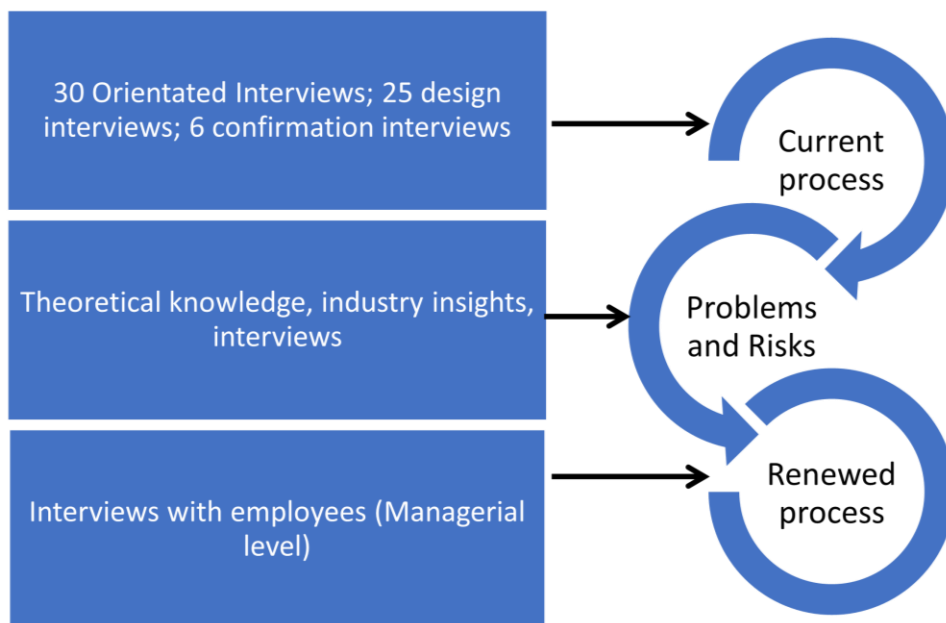 30 Orientated Interviews; 25 design
interviews; 6 confirmation interviews
Current
process
Theoretical knowledge, industry insights,
interviews
Problems
and Risks
Interviews with employees (Managerial
level)
Renewed
process